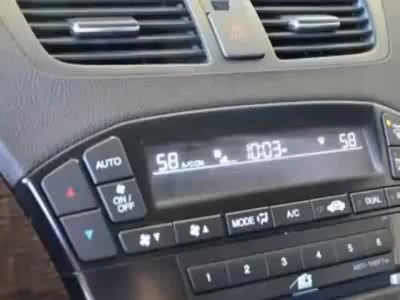 AUTO
58 A/C ON 10:03 58
ON/
OFF
MODE
A/C
DUAL
1 2 3 4 5 6